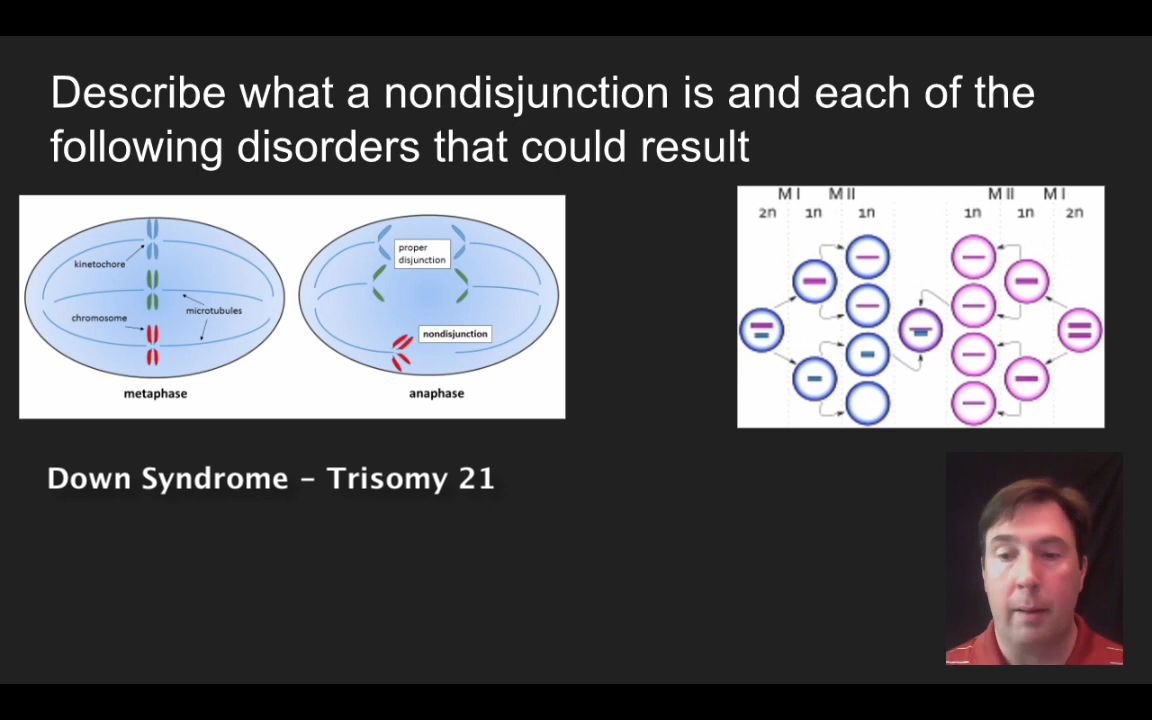 Describe what a nondisjunction is and each of the
following disorders that could result
kinetochore
chromosome
microtubules
metaphase
proper
disjunction
nondisjunction
anaphase
M I M II M II M I
2n 1n 1n 1n 1n 2n
Down Syndrome – Trisomy 21